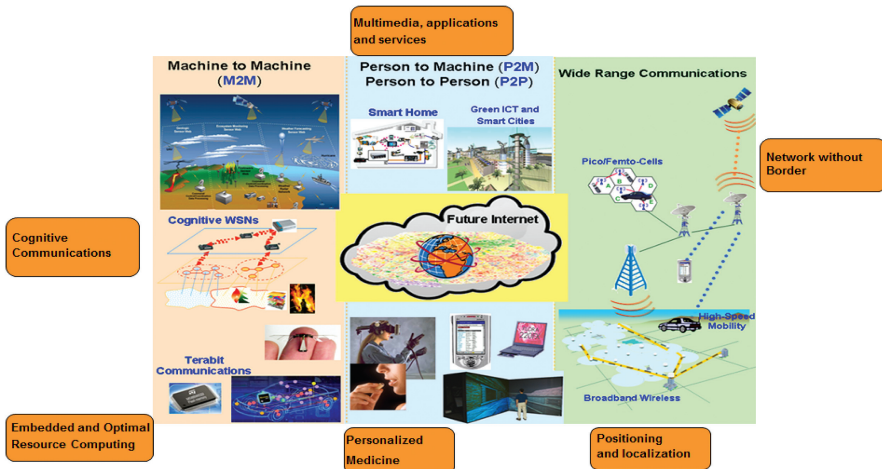 Multimedia, applications
and services
Machine to Machine
(M2M)
Person to Machine (P2M)
Person to Person (P2P)
Wide Range Communications
Smart Home
Green ICT and
Smart Cities
Pico/Femto-Cells
A
B
C
D
E
Network without
Border
Cognitive WSNs
Future Internet
Cognitive
Communications
High-Speed
Mobility
Terabit
Communications
Broadband Wireless
Embedded and Optimal
Resource Computing
Personalized
Medicine
Positioning
and localization